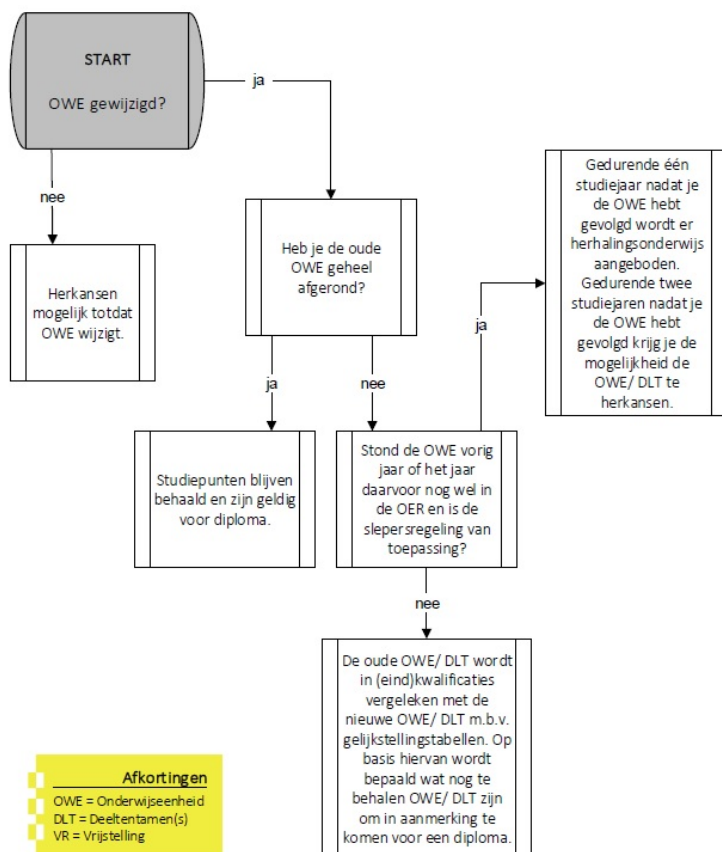 START
OWE gewijzigd?
ja
nee
Herkansen
mogelijk totdat
OWE wijzigt.
Heb je de oude
OWE geheel
afgerond?
ja
nee
Studiepunten blijven
behaald en zijn geldig
voor diploma.
Stond de OWE vorig
jaar of het jaar
daarvoor nog wel in
de OER en is de
slepersregeling van
toepassing?
ja
Gedurende één
studiejaar nadat je
de OWE hebt
gevolgd wordt er
herhalingsonderwijs
aangeboden.
Gedurende twee
studiejaren nadat je
de OWE hebt
gevolgd krijg je de
mogelijkheid de
OWE/ DLT te
herkansen.
nee
De oude OWE/ DLT wordt
in (eind)kwalificaties
vergeleken met de
nieuwe OWE/ DLT m.b.v.
gelijkstellingstabellen. Op
basis hiervan wordt
bepaald wat nog te
behalen OWE/ DLT zijn
om in aanmerking te
komen voor een diploma.
Afkortingen
OWE = Onderwijseenheid
DLT = Deeltentamen(s)
VR = Vrijstelling